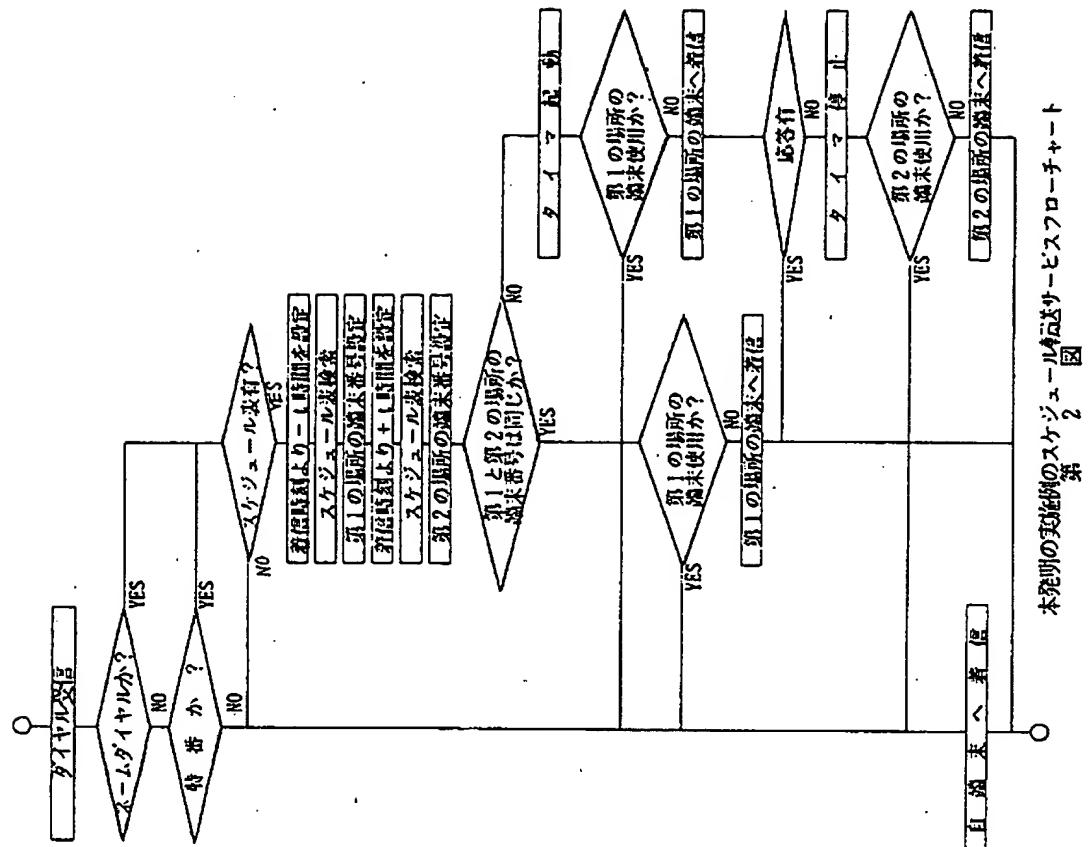 ダイヤル受信
ネームダイヤルか?
YES
NO
特番か?
YES
NO
スケジュール表有?
YES
NO
着信時刻より-t時間を設定
スケジュール表検索
第1の場所の端末番号設定
着信時刻より+t時間を設定
スケジュール表検索
第2の場所の端末番号設定
第1と第2の場所の
端末番号は同じか?
NO
YES
第1の場所の
端末使用か?
YES
NO
第1の場所の端末へ着信
タイマ起動
第1の場所の
端末使用か?
YES
NO
第1の場所の端末へ着信
応答有
YES
NO
タイマ停止
第2の場所の
端末使用か?
YES
NO
第2の場所の端末へ着信
自端末へ着信
本発明の実施例のスケジュール転送サービスフローチャート
第2図